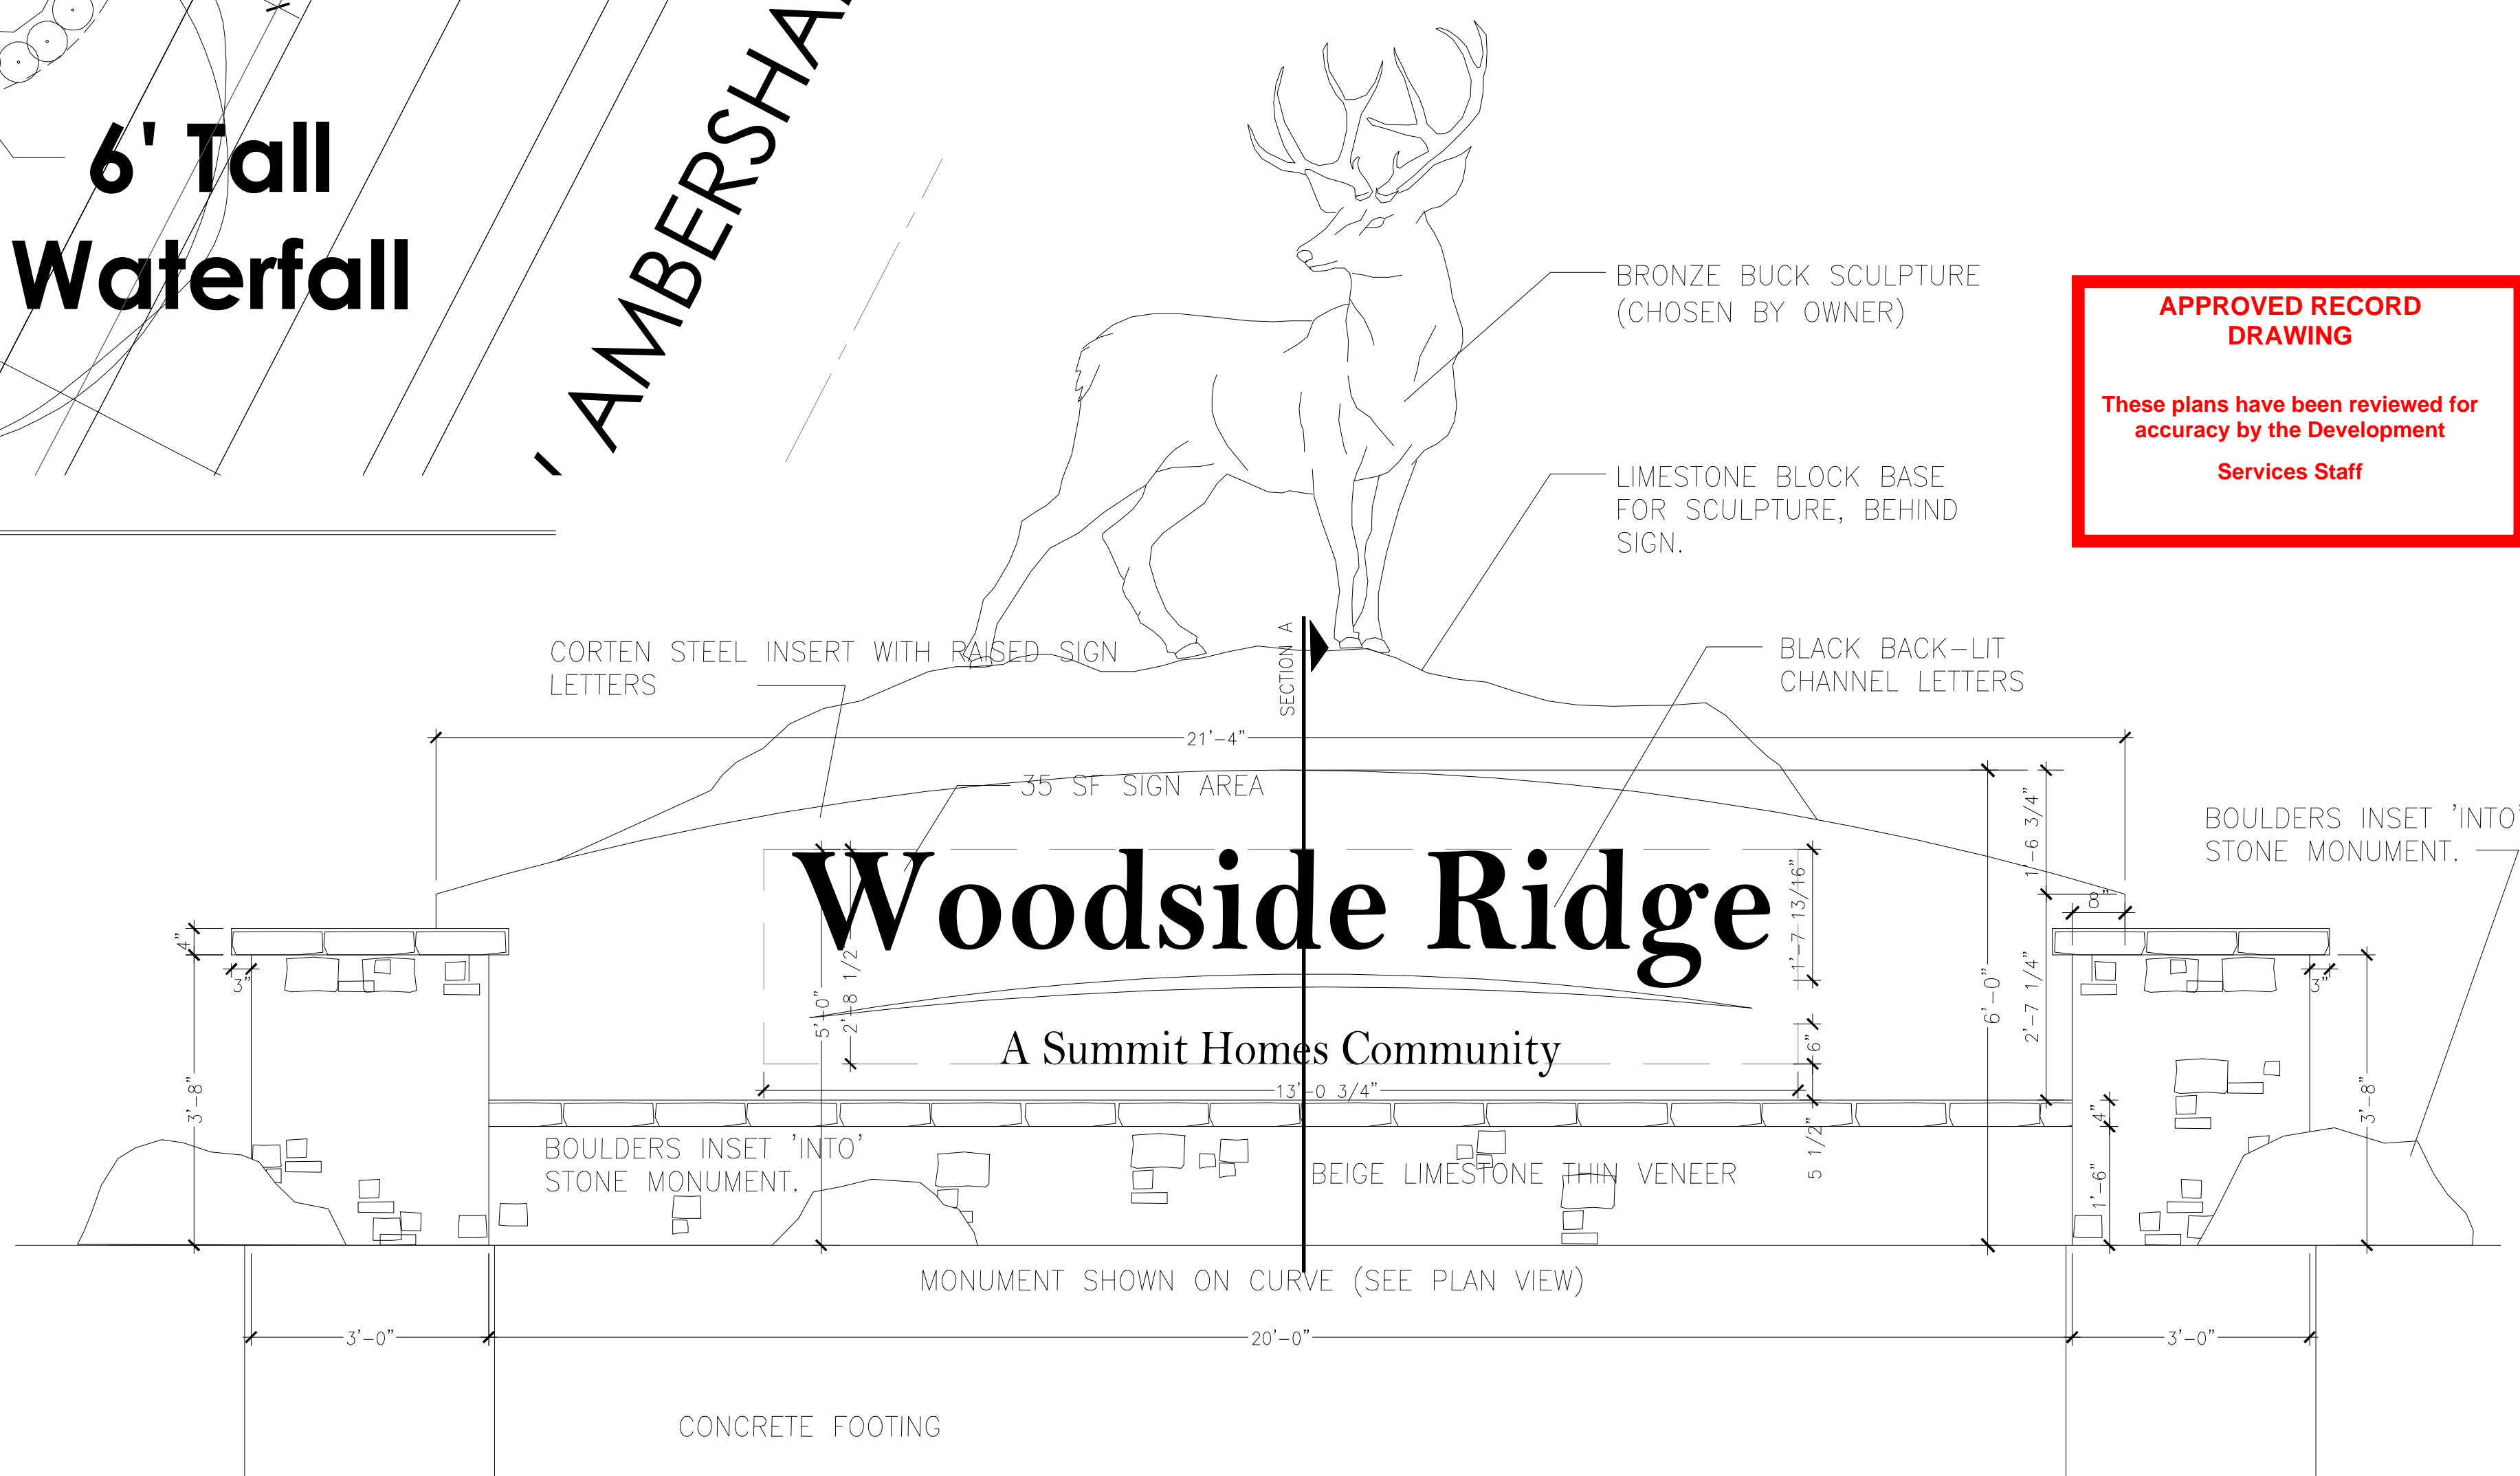 6' Tall
Waterfall
AMBERSHA
BRONZE BUCK SCULPTURE
(CHOSEN BY OWNER)
APPROVED RECORD
DRAWING
These plans have been reviewed for
accuracy by the Development
Services Staff
LIMESTONE BLOCK BASE
FOR SCULPTURE, BEHIND
SIGN.
CORTEN STEEL INSERT WITH RAISED SIGN
LETTERS
SECTION A
BLACK BACK-LIT
CHANNEL LETTERS
21'-4"
35 SF SIGN AREA
1'-6 3/4"
BOULDERS INSET 'INTO'
STONE MONUMENT.
Woodside Ridge
1'-7 13/16"
8"
4"
3"
2'-8 1/2"
5'-0"
6'-0"
2'-7 1/4"
3"
A Summit Homes Community
6"
13'-0 3/4"
3'-8"
4"
3'-8"
5 1/2"
1'-6"
BOULDERS INSET 'INTO'
STONE MONUMENT.
BEIGE LIMESTONE THIN VENEER
MONUMENT SHOWN ON CURVE (SEE PLAN VIEW)
3'-0"
20'-0"
3'-0"
CONCRETE FOOTING